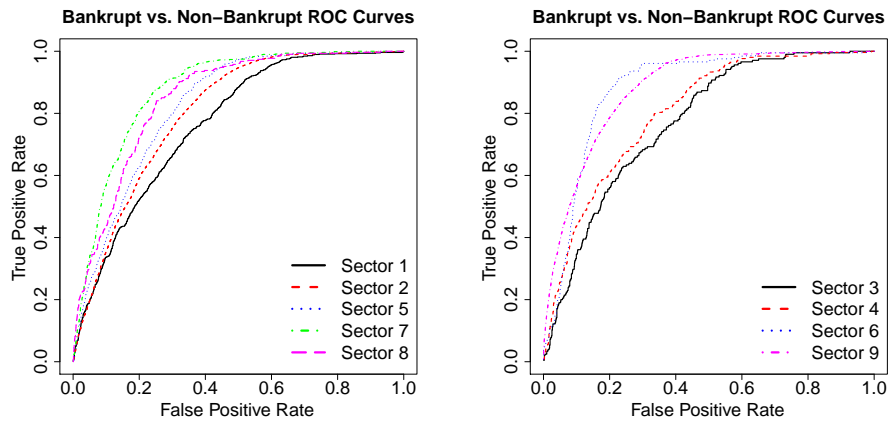 Bankrupt vs. Non−Bankrupt ROC Curves
True Positive Rate
1.0
0.8
0.6
0.4
0.2
0.0
Sector 1
Sector 2
Sector 5
Sector 7
Sector 8
0.0 0.2 0.4 0.6 0.8 1.0
False Positive Rate
Bankrupt vs. Non−Bankrupt ROC Curves
True Positive Rate
1.0
0.8
0.6
0.4
0.2
0.0
Sector 3
Sector 4
Sector 6
Sector 9
0.0 0.2 0.4 0.6 0.8 1.0
False Positive Rate